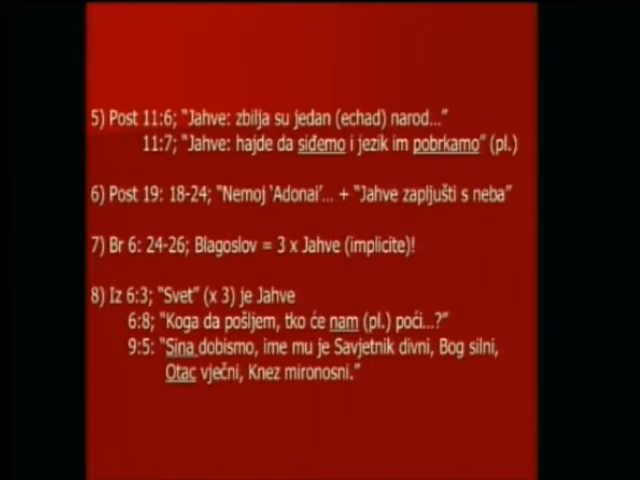 5) Post 11:6; “Jahve: zbilja su jedan (echad) narod...”
11:7; “Jahve: hajde da siđemo i jezik im pobrkamo” (pl.)
6) Post 19: 18-24; “Nemoj ‘Adonai’... + “Jahve zapljušti s neba”
7) Br 6: 24-26; Blagoslov = 3 x Jahve (implicite)!
8) Iz 6:3; “Svet” (x 3) je Jahve
6:8; “Koga da pošljem, tko će nam (pl.) poći...?”
9:5: “Sina dobismo, ime mu je Savjetnik divni, Bog silni,
Otac vječni, Knez mironosni.”